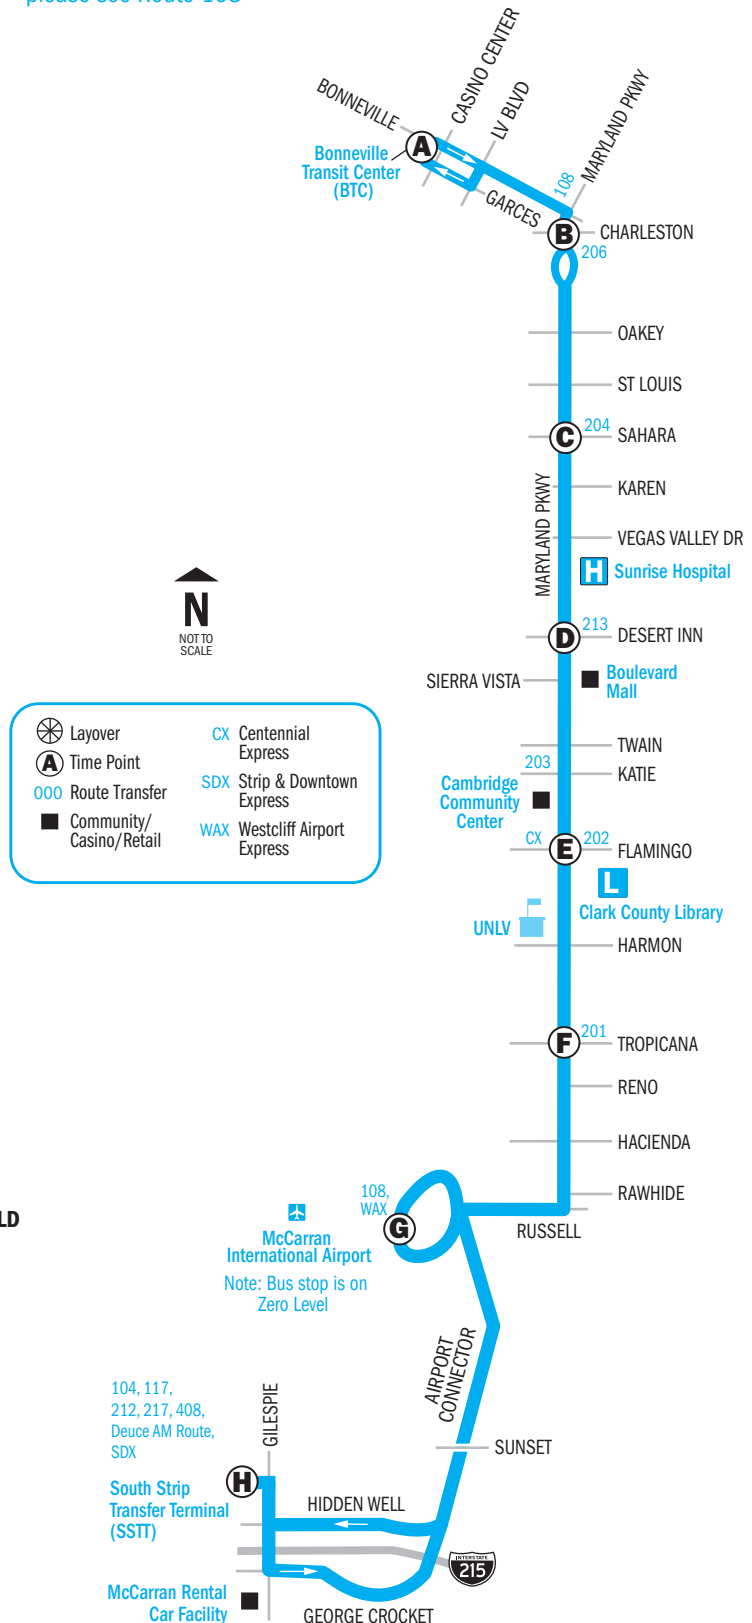 BONNEVILLE
CASINO CENTER
LV BLVD
MARYLAND PKWY
A
Bonneville
Transit Center
(BTC)
108
GARCES
B
CHARLESTON
206
OAKEY
ST LOUIS
C
204
SAHARA
KAREN
MARYLAND PKWY
VEGAS VALLEY DR
H
Sunrise Hospital
N
NOT TO
SCALE
D
213
DESERT INN
SIERRA VISTA
Boulevard
Mall
Layover
A Time Point
000 Route Transfer
Community/
Casino/Retail
CX Centennial
Express
SDX Strip & Downtown
Express
WAX Westcliff Airport
Express
TWAIN
203
KATIE
Cambridge
Community
Center
CX
E
202
FLAMINGO
L
Clark County Library
UNLV
HARMON
F
201
TROPICANA
RENO
HACIENDA
RAWHIDE
LD
108,
WAX
G
RUSSELL
McCarran
International Airport
Note: Bus stop is on
Zero Level
AIRPORT
CONNECTOR
104, 117,
212, 217, 408,
Deuce AM Route,
SDX
GILESPIE
SUNSET
H
South Strip
Transfer Terminal
(SSTT)
HIDDEN WELL
INTERSTATE
215
McCarran Rental
Car Facility
GEORGE CROCKET